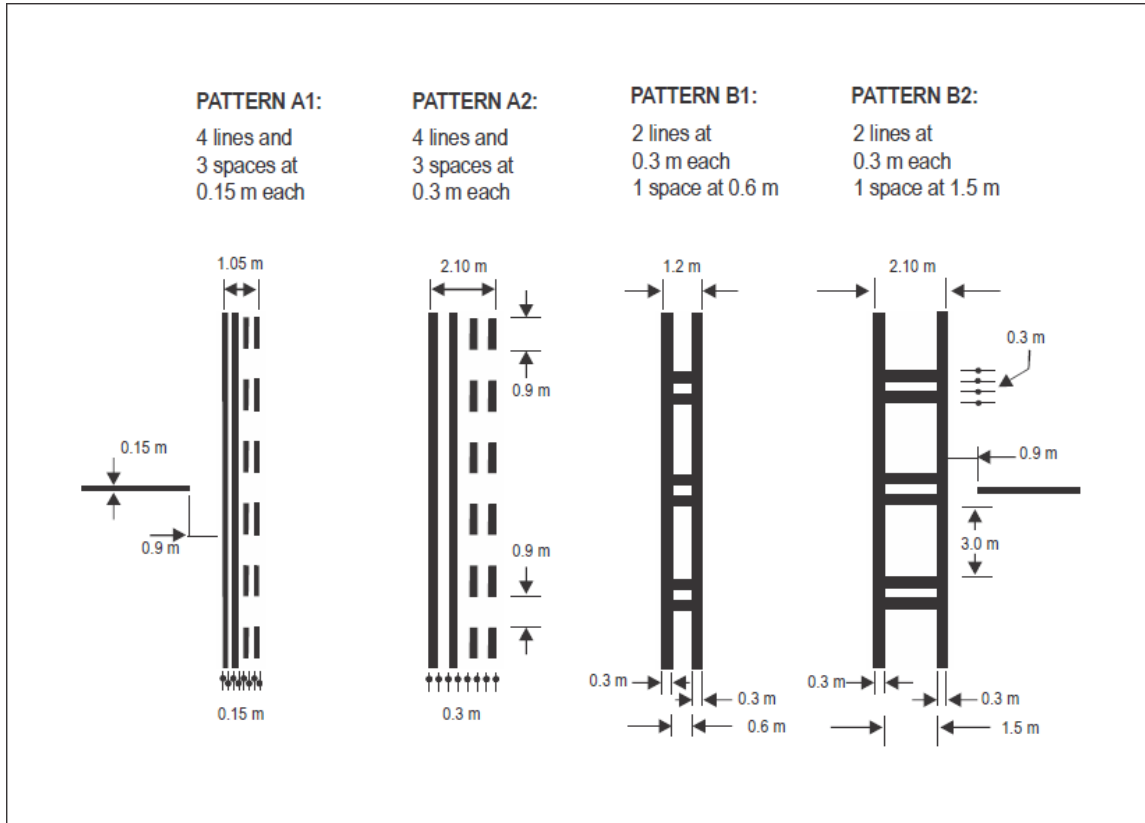 PATTERN A1:
4 lines and
3 spaces at
0.15 m each
PATTERN A2:
4 lines and
3 spaces at
0.3 m each
PATTERN B1:
2 lines at
0.3 m each
1 space at 0.6 m
PATTERN B2:
2 lines at
0.3 m each
1 space at 1.5 m
1.05 m
2.10 m
1.2 m
2.10 m
0.3 m
0.9 m
0.15 m
0.9 m
0.9 m
0.9 m
3.0 m
0.3 m
0.3 m
0.3 m
0.3 m
0.15 m
0.3 m
0.6 m
1.5 m